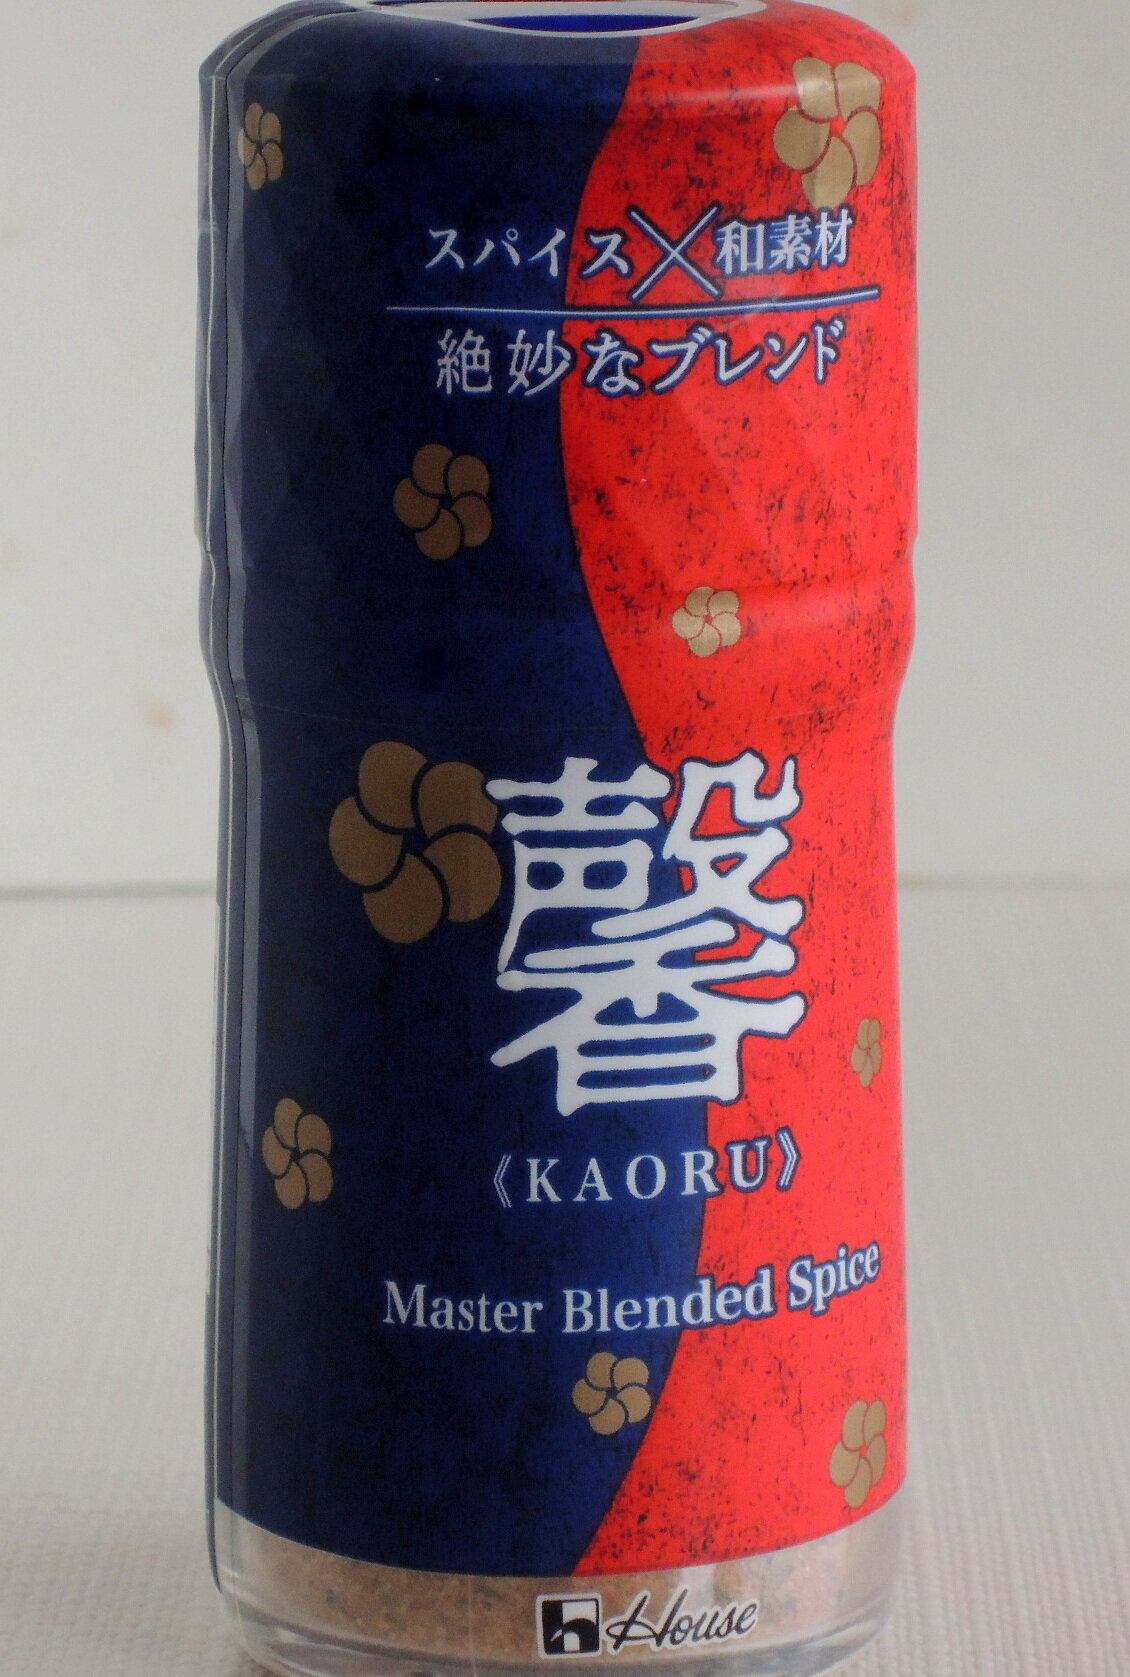 スパイス×和素材
絶妙なブレンド
馨
《KAORU》
Master Blended Spice
House